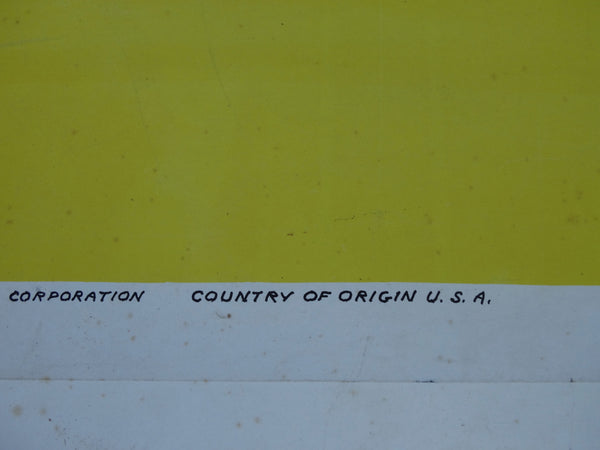 CORPORATION COUNTRY OF ORIGIN U. S. A.